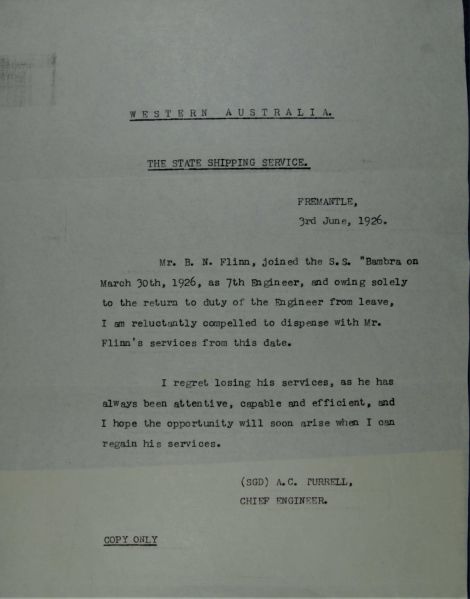 WESTERN AUSTRALIA.
THE STATE SHIPPING SERVICE.
FREMANTLE,
3rd June, 1926.
Mr. B. N. Flinn, joined the S.S. "Bambra on
March 30th, 1926, as 7th Engineer, and owing solely
to the return to duty of the Engineer from leave,
I am reluctantly compelled to dispense with Mr.
Flinn's services from this date.
I regret losing his services, as he has
always been attentive, capable and efficient, and
I hope the opportunity will soon arise when I can
regain his services.
(SGD) A.C. TURRELL,
CHIEF ENGINEER.
COPY ONLY